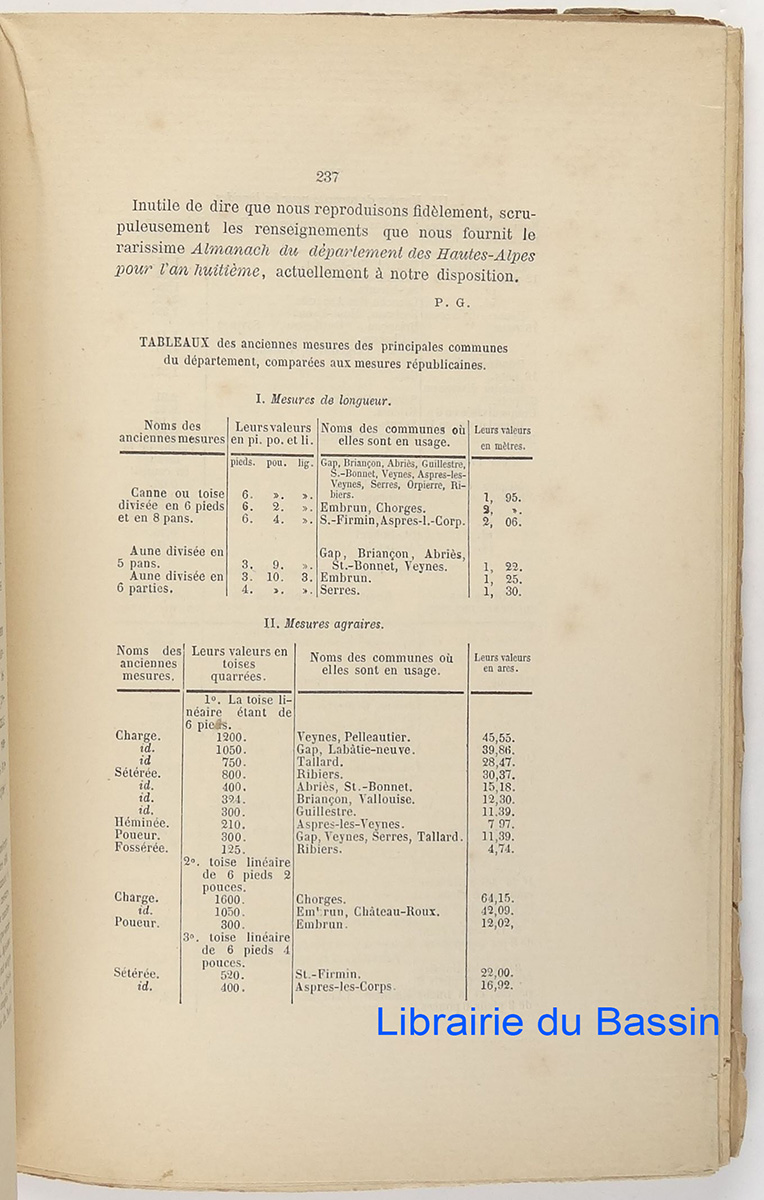 237
Inutile de dire que nous reproduisons fidèlement, scru-
puleusement les renseignements que nous fournit le
rarissime Almanach du département des Hautes-Alpes
pour l'an huitième, actuellement à notre disposition.
P. G.
TABLEAUX des anciennes mesures des principales communes
du département, comparées aux mesures républicaines.
I. Mesures de longueur.
Noms des Leurs valeurs Noms des communes où Leurs valeurs
anciennes mesures en pi. po. et li. elles sont en usage. en mètres.
pieds. pou. lig. Gap, Briançon, Abriès, Guillestre,
S.-Bonnet, Veynes, Aspres-les-
Veynes, Serres, Orpierre, Ri-
Canne ou toise 6. ». ». biers. 1, 95.
divisée en 6 pieds 6. 2. ». Embrun, Chorges. 2, ».
et en 8 pans. 6. 4. ». S.-Firmin, Aspres-l.-Corp. 2, 06.
Aune divisée en Gap, Briançon, Abriès,
5 pans. 3. 9. ». St.-Bonnet, Veynes. 1, 22.
Aune divisée en 3. 10. 3. Embrun. 1, 25.
6 parties. 4. ». ». Serres. 1, 30.
II. Mesures agraires.
Noms des Leurs valeurs en Noms des communes où Leurs valeurs
anciennes toises elles sont en usage. en ares.
mesures. quarrées.
1º. La toise li-
néaire étant de
6 pieds.
Charge. 1200. Veynes, Pelleautier. 45,55.
id. 1050. Gap, Labâtie-neuve. 39,86.
id 750. Tallard. 28,47.
Sétérée. 800. Ribiers. 30,37.
id. 400. Abriès, St.-Bonnet. 15,18.
id. 324. Briançon, Vallouise. 12,30.
id. 300. Guillestre. 11,39.
Héminée. 210. Aspres-les-Veynes. 7 97.
Poueur. 300. Gap, Veynes, Serres, Tallard. 11,39.
Fossérée. 125. Ribiers. 4,74.
2º. toise linéaire
de 6 pieds 2
pouces.
Charge. 1600. Chorges. 64,15.
id. 1050. Embrun, Château-Roux. 42,09.
Poueur. 300. Embrun. 12,02,
3º. toise linéaire
de 6 pieds 4
pouces.
Sétérée. 520. St.-Firmin. 22,00.
id. 400. Aspres-les-Corps. 16,92.
Librairie du Bassin